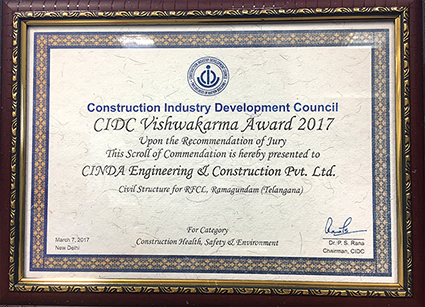 Construction Industry Development Council
CIDC Vishwakarma Award 2017
Upon the Recommendation of Jury
This Scroll of Commendation is hereby presented to
CINDA Engineering & Construction Pvt. Ltd.
Civil Structure for RFCL, Ramagundam (Telangana)
For Category
Construction Health, Safety & Environment
March 7, 2017
New Delhi
Dr. P. S. Rana
Chairman, CIDC